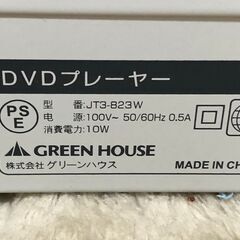 DVDプレーヤー
PS
E
型　番:JT3-B23W
电　源:100V~ 50/60Hz 0.5A
消費電力:10W
GREEN HOUSE
株式会社グリーンハウス
MADE IN CH